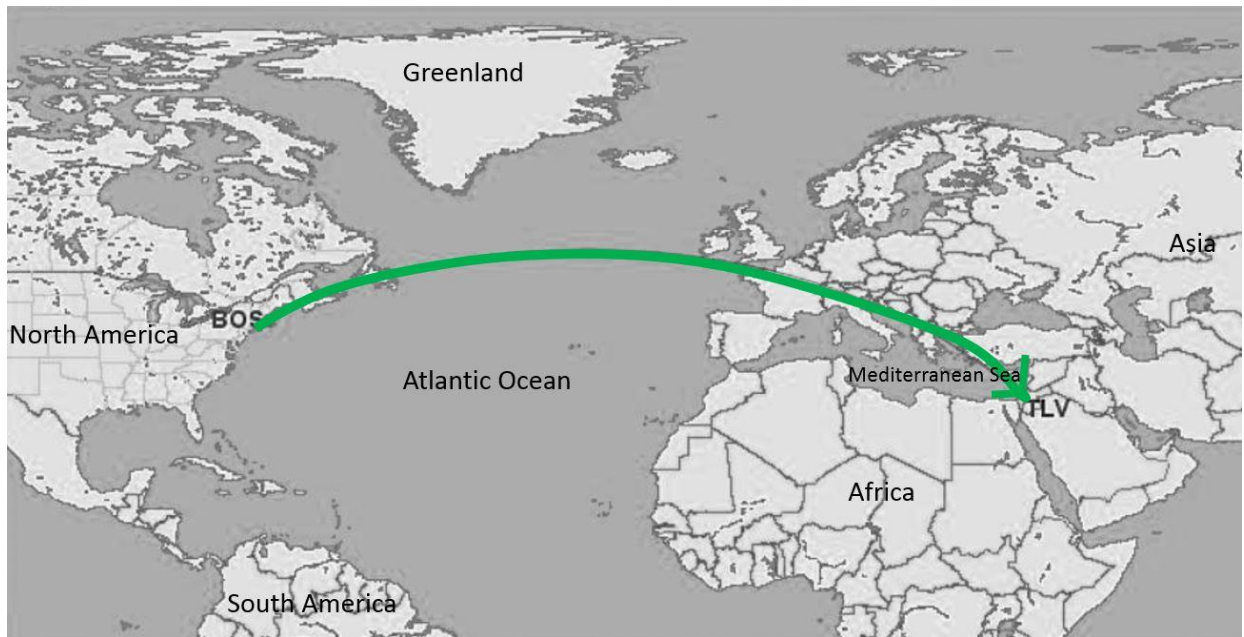 Greenland
Asia
BOS
North America
Atlantic Ocean
Mediterranean Sea
TLV
Africa
South America